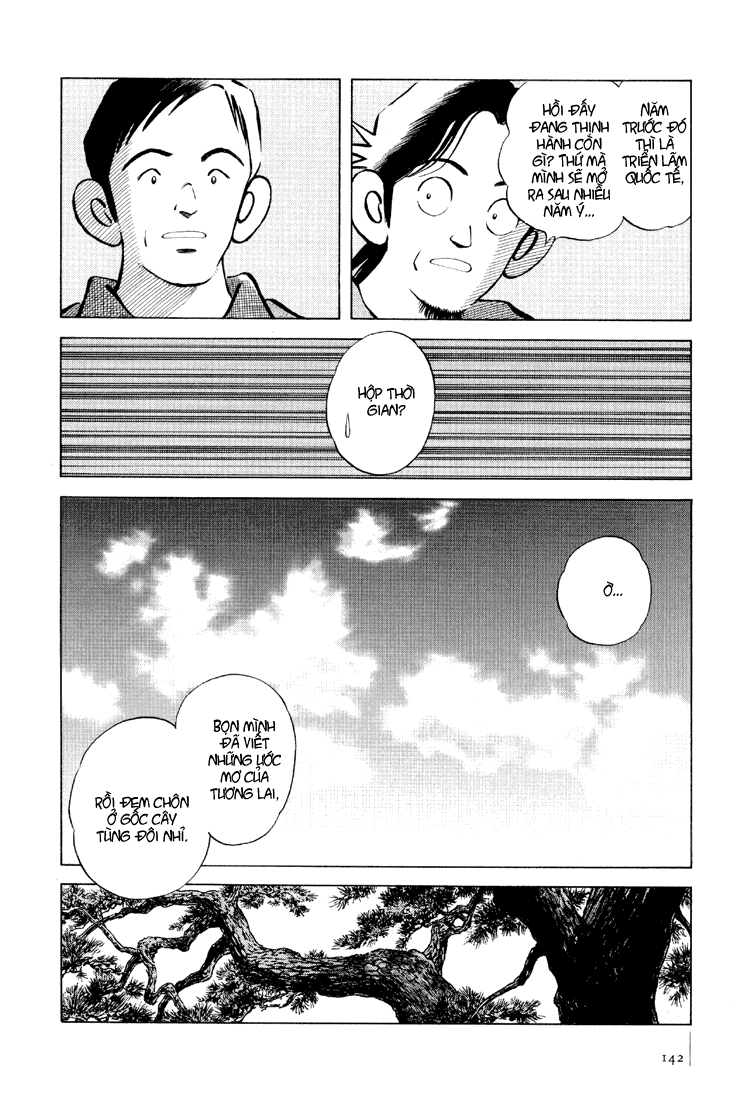 NĂM
TRƯỚC ĐÓ
THÌ LÀ
TRIỂN LÃM
QUỐC TẾ,
HỒI ĐẤY
ĐANG THỊNH
HÀNH CÒN
GÌ? THỨ MÀ
MÌNH SẼ MỞ
RA SAU NHIỀU
NĂM Ý...
HỘP THỜI
GIAN?
Ờ...
BỌN MÌNH
ĐÃ VIẾT
NHỮNG ƯỚC
MƠ CỦA
TƯƠNG LAI,
RỒI ĐEM CHÔN
Ở GỐC CÂY
TÙNG ĐÔI NHỈ.
142